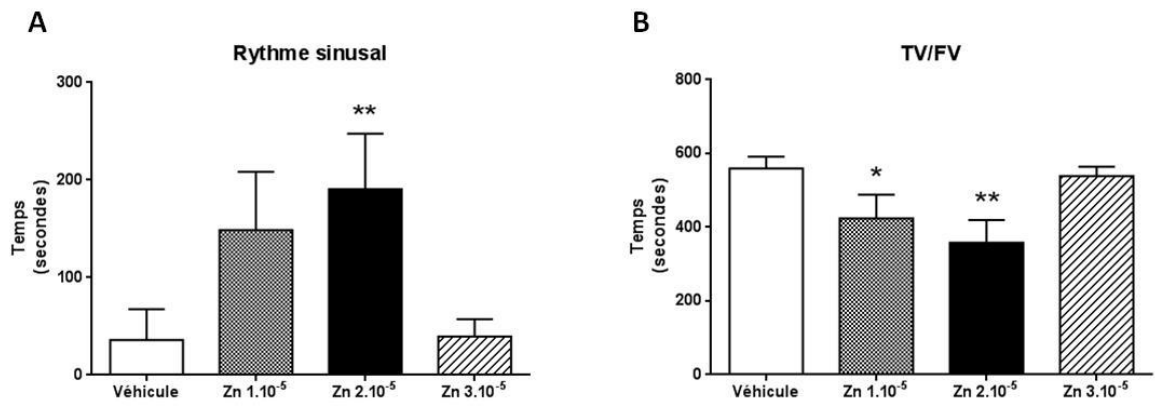 A
Rythme sinusal
300
**
200
100
0
Temps
(secondes)
Véhicule Zn 1.10⁻⁵ Zn 2.10⁻⁵ Zn 3.10⁻⁵
B
TV/FV
800
600
*
**
400
200
0
Temps
(secondes)
Véhicule Zn 1.10⁻⁵ Zn 2.10⁻⁵ Zn 3.10⁻⁵